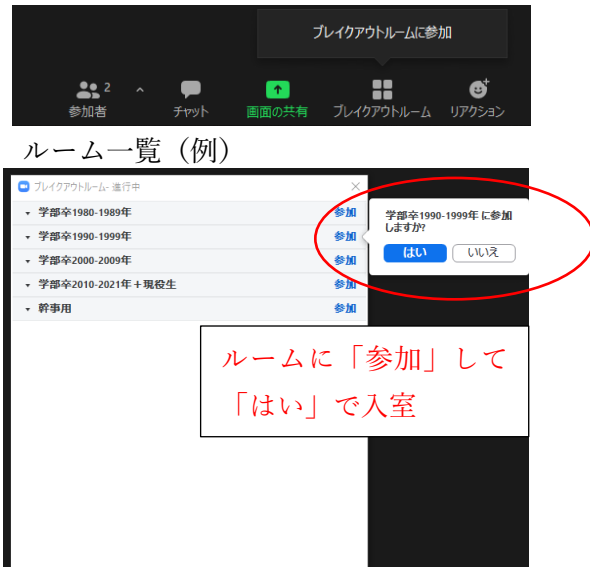 ブレイクアウトルームに参加
2
参加者
チャット
画面の共有
ブレイクアウトルーム
リアクション
ルーム一覧（例）
ブレイクアウトルーム- 進行中
学部卒1980-1989年 参加
学部卒1990-1999年 参加
学部卒2000-2009年 参加
学部卒2010-2021年＋現役生 参加
幹事用 参加
学部卒1990-1999年 に参加
しますか?
はい いいえ
ルームに「参加」して
「はい」で入室